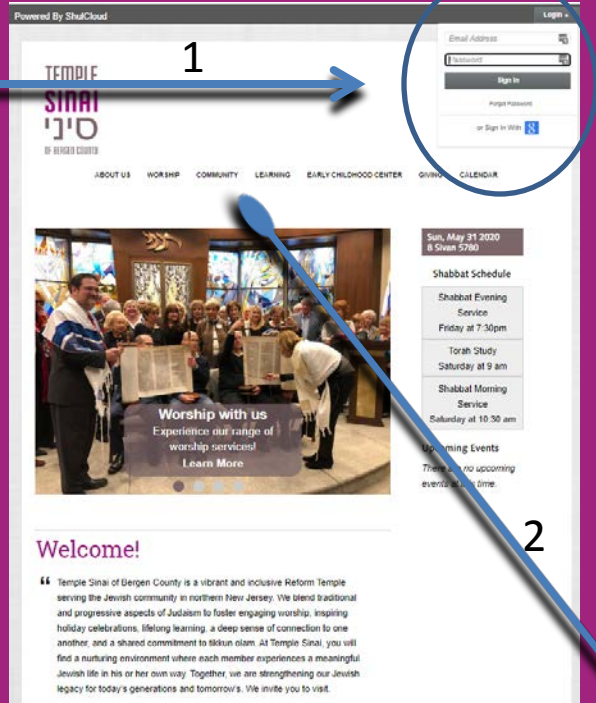 Powered By ShulCloud
Login
Email Address
Password
Sign In
Forgot Password
or Sign In With 8
1
TEMPLE
SINAI
סיני
OF BERGEN COUNTY
ABOUT US WORSHIP COMMUNITY LEARNING EARLY CHILDHOOD CENTER GIVING CALENDAR
Worship with us
Experience our range of
worship services!
Learn More
Sun, May 31 2020
8 Sivan 5780
Shabbat Schedule
Shabbat Evening
Service
Friday at 7:30pm
Torah Study
Saturday at 9 am
Shabbat Morning
Service
Saturday at 10:30 am
Upcoming Events
There are no upcoming
events at this time.
2
Welcome!
“ Temple Sinai of Bergen County is a vibrant and inclusive Reform Temple
serving the Jewish community in northern New Jersey. We blend traditional
and progressive aspects of Judaism to foster engaging worship, inspiring
holiday celebrations, lifelong learning, a deep sense of connection to one
another, and a shared commitment to tikkun olam. At Temple Sinai, you will
find a nurturing environment where each member experiences a meaningful
Jewish life in his or her own way. Together, we are strengthening our Jewish
legacy for today's generations and tomorrow's. We invite you to visit.